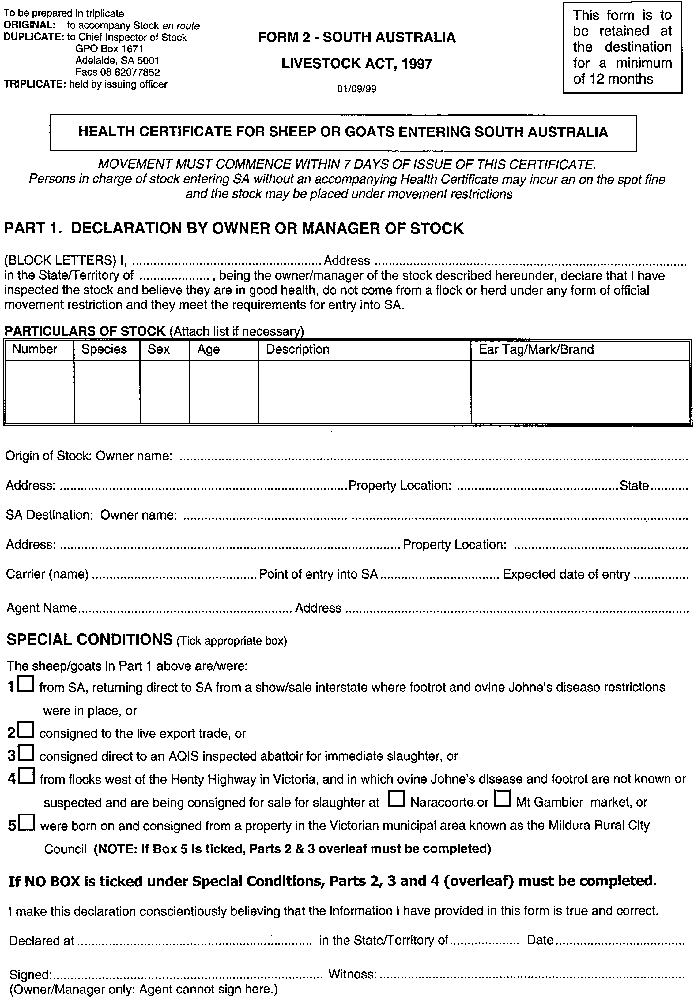 To be prepared in triplicate
ORIGINAL: to accompany Stock en route
DUPLICATE: to Chief Inspector of Stock
GPO Box 1671
Adelaide, SA 5001
Facs 08 82077852
TRIPLICATE: held by issuing officer
FORM 2 - SOUTH AUSTRALIA
LIVESTOCK ACT, 1997
01/09/99
This form is to
be retained at
the destination
for a minimum
of 12 months
HEALTH CERTIFICATE FOR SHEEP OR GOATS ENTERING SOUTH AUSTRALIA
MOVEMENT MUST COMMENCE WITHIN 7 DAYS OF ISSUE OF THIS CERTIFICATE.
Persons in charge of stock entering SA without an accompanying Health Certificate may incur an on the spot fine
and the stock may be placed under movement restrictions
PART 1. DECLARATION BY OWNER OR MANAGER OF STOCK
(BLOCK LETTERS) I, ................................................ Address ................................................
in the State/Territory of .................... , being the owner/manager of the stock described hereunder, declare that I have
inspected the stock and believe they are in good health, do not come from a flock or herd under any form of official
movement restriction and they meet the requirements for entry into SA.
PARTICULARS OF STOCK (Attach list if necessary)
Number Species Sex Age Description Ear Tag/Mark/Brand
Origin of Stock: Owner name: ................................................
Address: ................................................Property Location: ................................................State...........
SA Destination: Owner name: ................................................ ................................................
Address: ................................................ Property Location: ................................................
Carrier (name) ................................................Point of entry into SA.................................. Expected date of entry ................
Agent Name................................................ Address ................................................
SPECIAL CONDITIONS (Tick appropriate box)
The sheep/goats in Part 1 above are/were:
1 ☐ from SA, returning direct to SA from a show/sale interstate where footrot and ovine Johne's disease restrictions
were in place, or
2 ☐ consigned to the live export trade, or
3 ☐ consigned direct to an AQIS inspected abattoir for immediate slaughter, or
4 ☐ from flocks west of the Henty Highway in Victoria, and in which ovine Johne's disease and footrot are not known or
suspected and are being consigned for sale for slaughter at ☐ Naracoorte or ☐ Mt Gambier market, or
5 ☐ were born on and consigned from a property in the Victorian municipal area known as the Mildura Rural City
Council (NOTE: If Box 5 is ticked, Parts 2 & 3 overleaf must be completed)
If NO BOX is ticked under Special Conditions, Parts 2, 3 and 4 (overleaf) must be completed.
I make this declaration conscientiously believing that the information I have provided in this form is true and correct.
Declared at ................................................ in the State/Territory of.................... Date....................................
Signed:................................................ Witness: ................................................
(Owner/Manager only: Agent cannot sign here.)